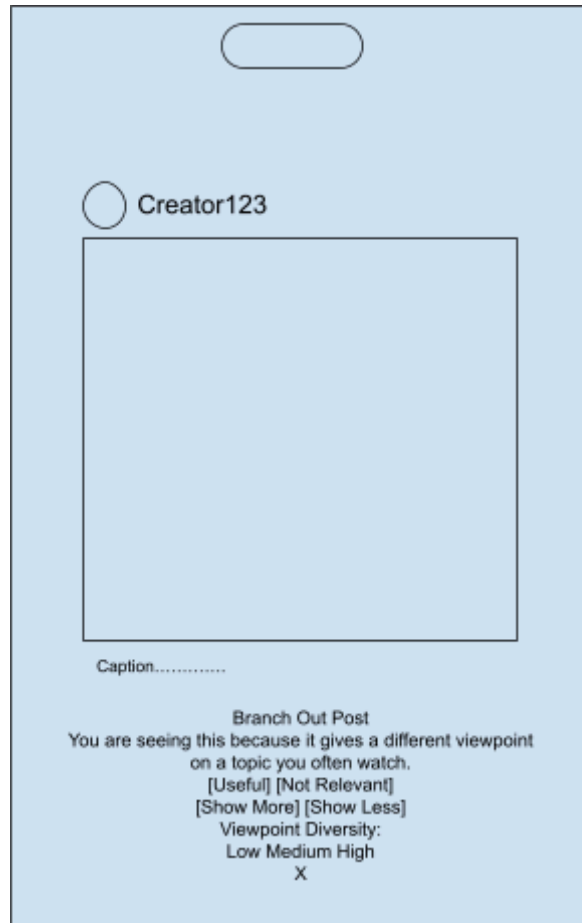 Creator123
Caption.............
Branch Out Post
You are seeing this because it gives a different viewpoint
on a topic you often watch.
[Useful] [Not Relevant]
[Show More] [Show Less]
Viewpoint Diversity:
Low Medium High
X